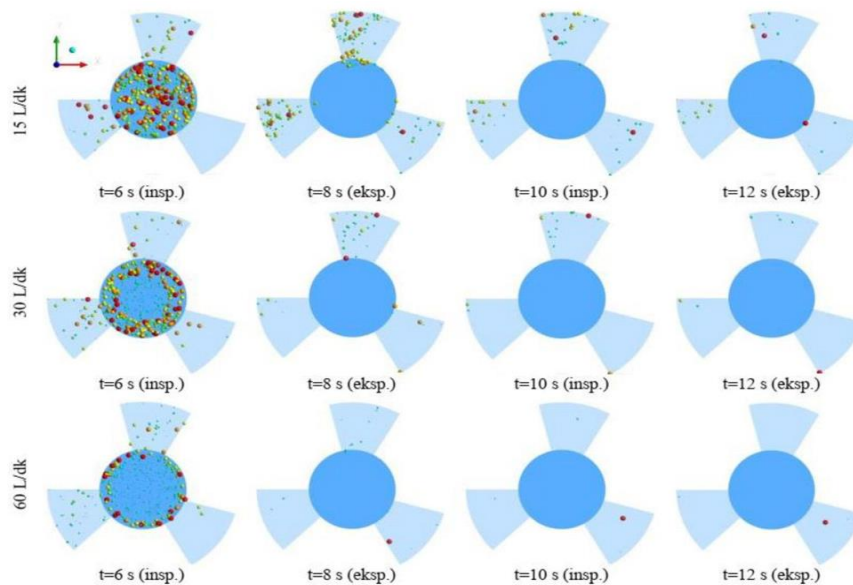 15 L/dk
t=6 s (insp.) t=8 s (eksp.) t=10 s (insp.) t=12 s (eksp.)
30 L/dk
t=6 s (insp.) t=8 s (eksp.) t=10 s (insp.) t=12 s (eksp.)
60 L/dk
t=6 s (insp.) t=8 s (eksp.) t=10 s (insp.) t=12 s (eksp.)